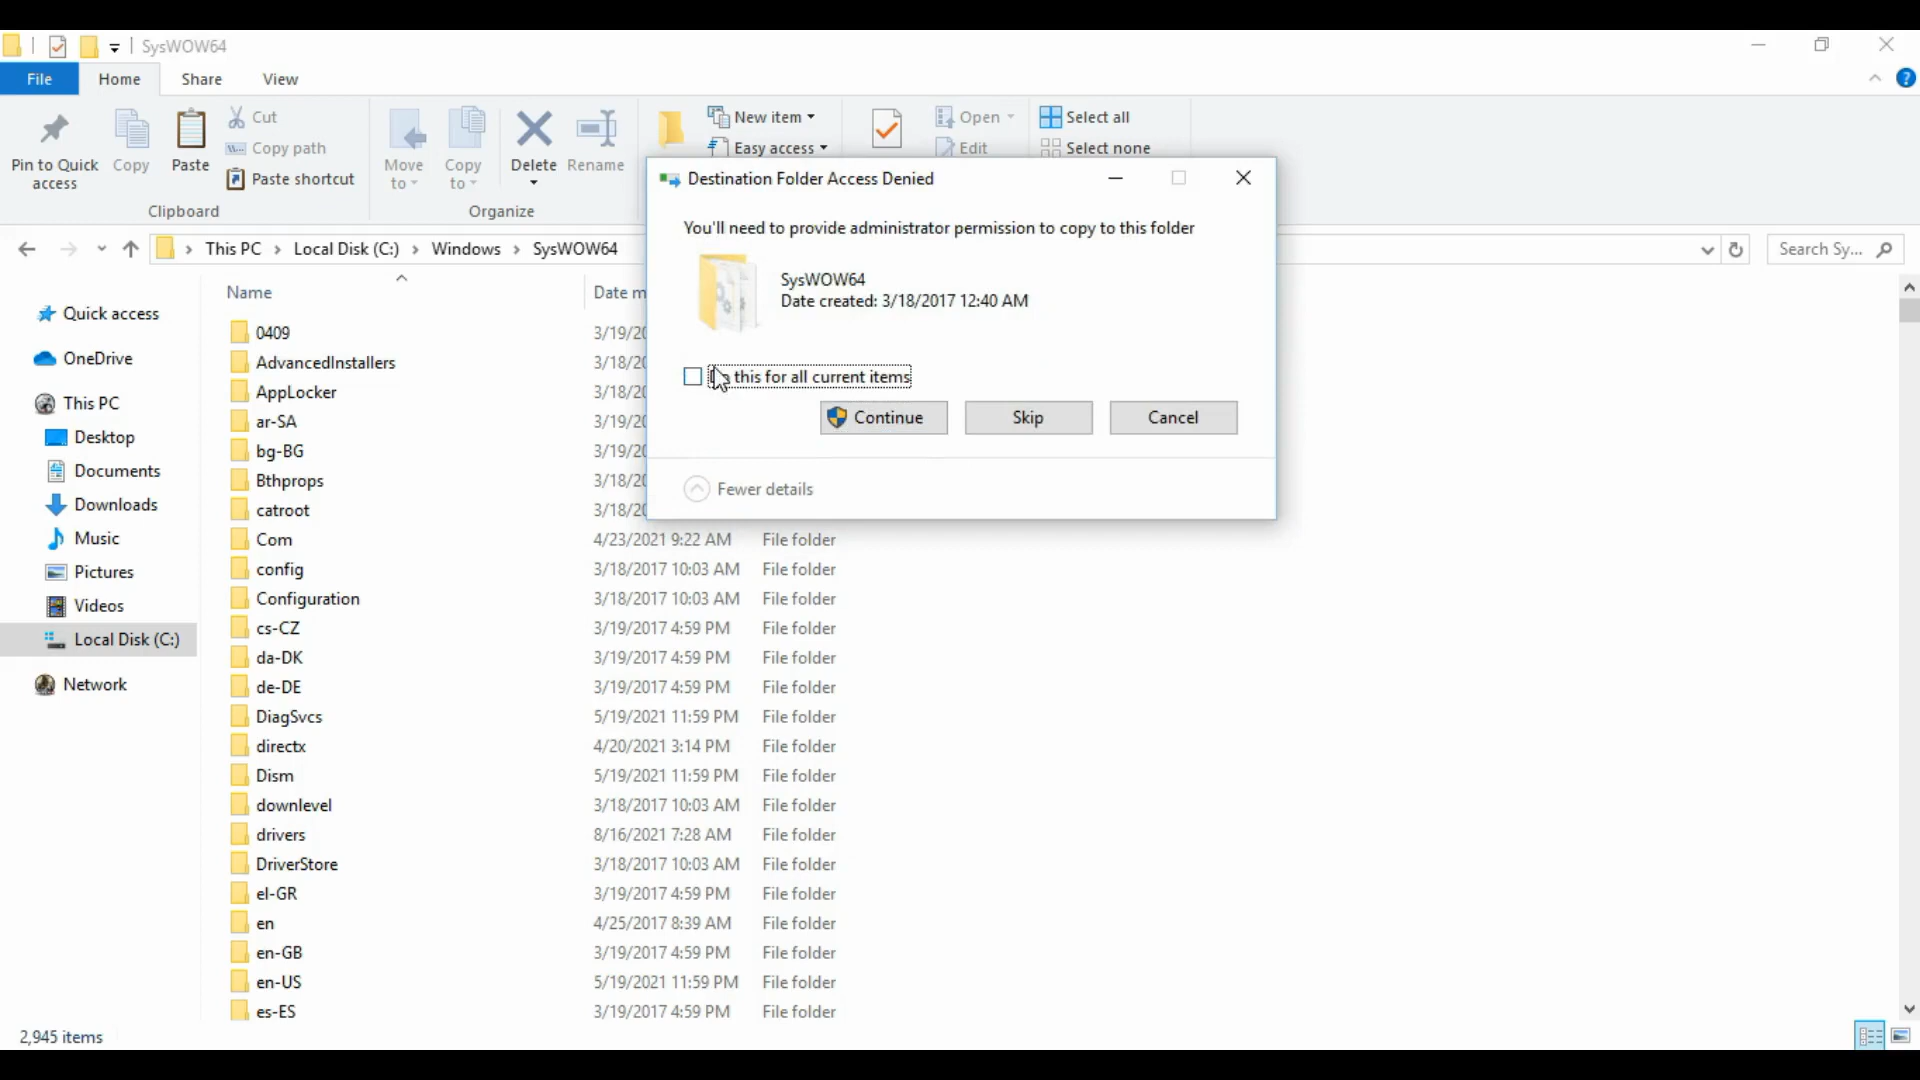 SysWOW64
File
Home
Share
View
Pin to Quick access
Copy
Paste
Cut
Copy path
Paste shortcut
Clipboard
Move to
Copy to
Delete
Rename
Organize
New item
Easy access
Open
Edit
Select all
Select none
This PC
Local Disk (C:)
Windows
SysWOW64
Search Sy...
Destination Folder Access Denied
You'll need to provide administrator permission to copy to this folder
SysWOW64
Date created: 3/18/2017 12:40 AM
this for all current items
Continue
Skip
Cancel
Fewer details
Quick access
OneDrive
This PC
Desktop
Documents
Downloads
Music
Pictures
Videos
Local Disk (C:)
Network
Name
Date m
0409 3/19/20
AdvancedInstallers 3/18/20
AppLocker 3/18/20
ar-SA 3/19/20
bg-BG 3/19/20
Bthprops 3/18/20
catroot 3/18/20
Com 4/23/2021 9:22 AM File folder
config 3/18/2017 10:03 AM File folder
Configuration 3/18/2017 10:03 AM File folder
cs-CZ 3/19/2017 4:59 PM File folder
da-DK 3/19/2017 4:59 PM File folder
de-DE 3/19/2017 4:59 PM File folder
DiagSvcs 5/19/2021 11:59 PM File folder
directx 4/20/2021 3:14 PM File folder
Dism 5/19/2021 11:59 PM File folder
downlevel 3/18/2017 10:03 AM File folder
drivers 8/16/2021 7:28 AM File folder
DriverStore 3/18/2017 10:03 AM File folder
el-GR 3/19/2017 4:59 PM File folder
en 4/25/2017 8:39 AM File folder
en-GB 3/19/2017 4:59 PM File folder
en-US 5/19/2021 11:59 PM File folder
es-ES 3/19/2017 4:59 PM File folder
2,945 items